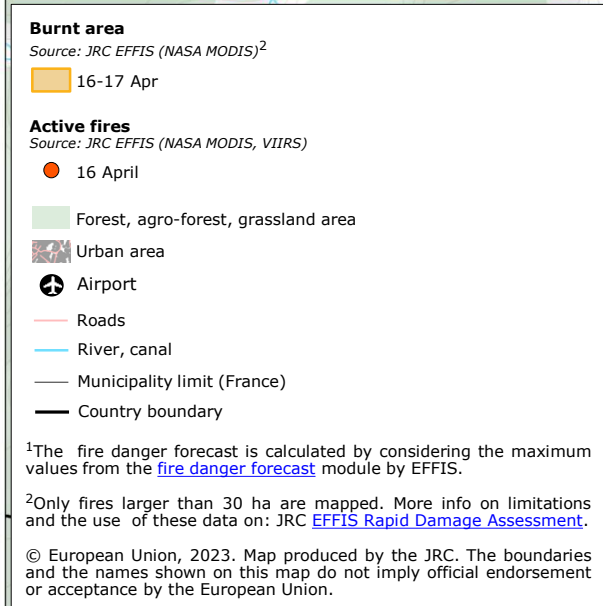 Burnt area
Source: JRC EFFIS (NASA MODIS)2
16-17 Apr
Active fires
Source: JRC EFFIS (NASA MODIS, VIIRS)
16 April
Forest, agro-forest, grassland area
Urban area
Airport
Roads
River, canal
Municipality limit (France)
Country boundary
1The fire danger forecast is calculated by considering the maximum
values from the fire danger forecast module by EFFIS.
2Only fires larger than 30 ha are mapped. More info on limitations
and the use of these data on: JRC EFFIS Rapid Damage Assessment.
© European Union, 2023. Map produced by the JRC. The boundaries
and the names shown on this map do not imply official endorsement
or acceptance by the European Union.